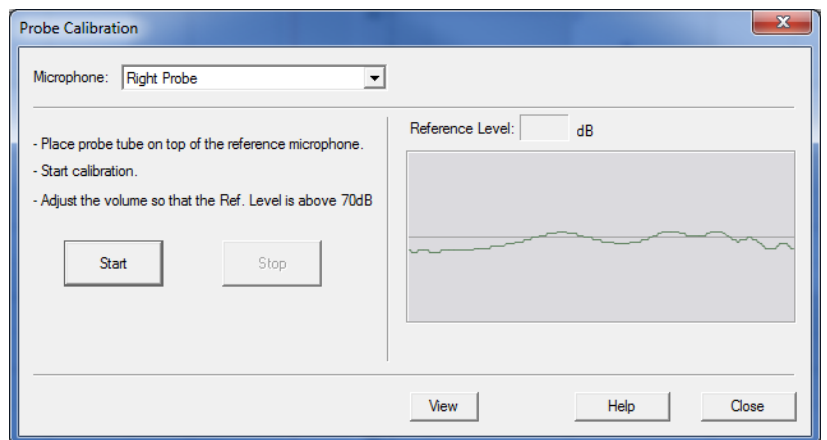 Probe Calibration
Microphone: Right Probe
- Place probe tube on top of the reference microphone.
- Start calibration.
- Adjust the volume so that the Ref. Level is above 70dB
Start Stop
Reference Level: dB
View Help Close